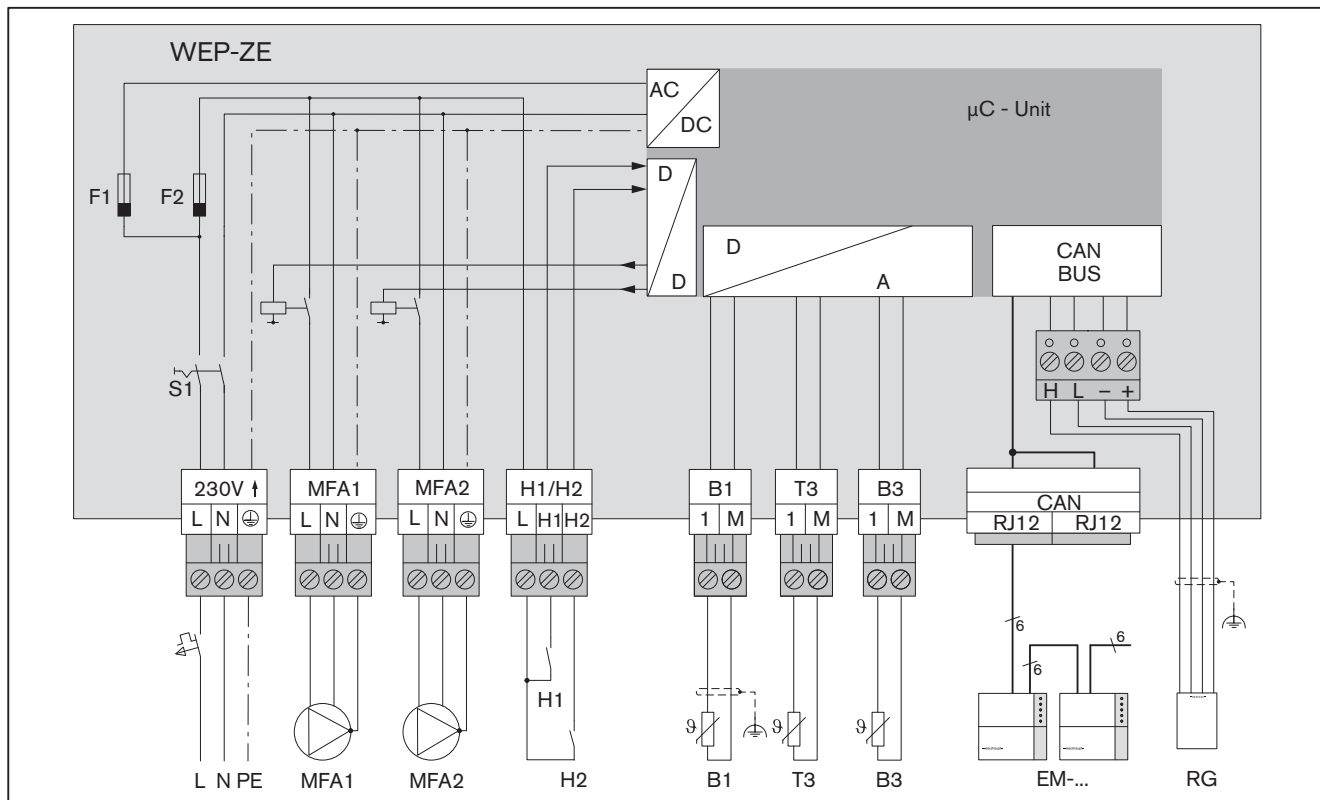 WEP-ZE
AC
DC
µC - Unit
F1
F2
D
D
D
A
CAN
BUS
S1
H L – +
230V MFA1 MFA2 H1/H2 B1 T3 B3
L N L N L N L H1 H2 1 M 1 M 1 M
CAN
RJ12 RJ12
6
6
6
H1
ϑ ϑ ϑ
L N PE MFA1 MFA2 H2 B1 T3 B3 EM-... RG